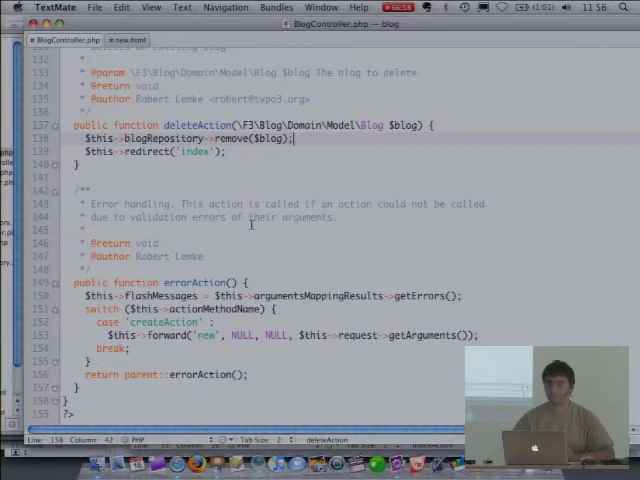 TextMate File Edit View Text Navigation Bundles Window Help 66:58 (1:01) 11:56
BlogController.php — blog
BlogController.php new.html
132 *
133 * @param \F3\Blog\Domain\Model\Blog $blog The blog to delete
134 * @return void
135 * @author Robert Lemke <robert@typo3.org>
136 */
137 public function deleteAction(\F3\Blog\Domain\Model\Blog $blog) {
138 $this->blogRepository->remove($blog);
139 $this->redirect('index');
140 }
141
142 /**
143 * Error handling. This action is called if an action could not be called
144 * due to validation errors of their arguments.
145 *
146 * @return void
147 * @author Robert Lemke
148 */
149 public function errorAction() {
150 $this->flashMessages = $this->argumentsMappingResults->getErrors();
151 switch ($this->actionMethodName) {
152 case 'createAction' :
153 $this->forward('new', NULL, NULL, $this->request->getArguments());
154 break;
155 }
156 return parent::errorAction();
157 }
158 }
159 ?>
Line: 138 Column: 42 PHP Tab Size: 2 deleteAction